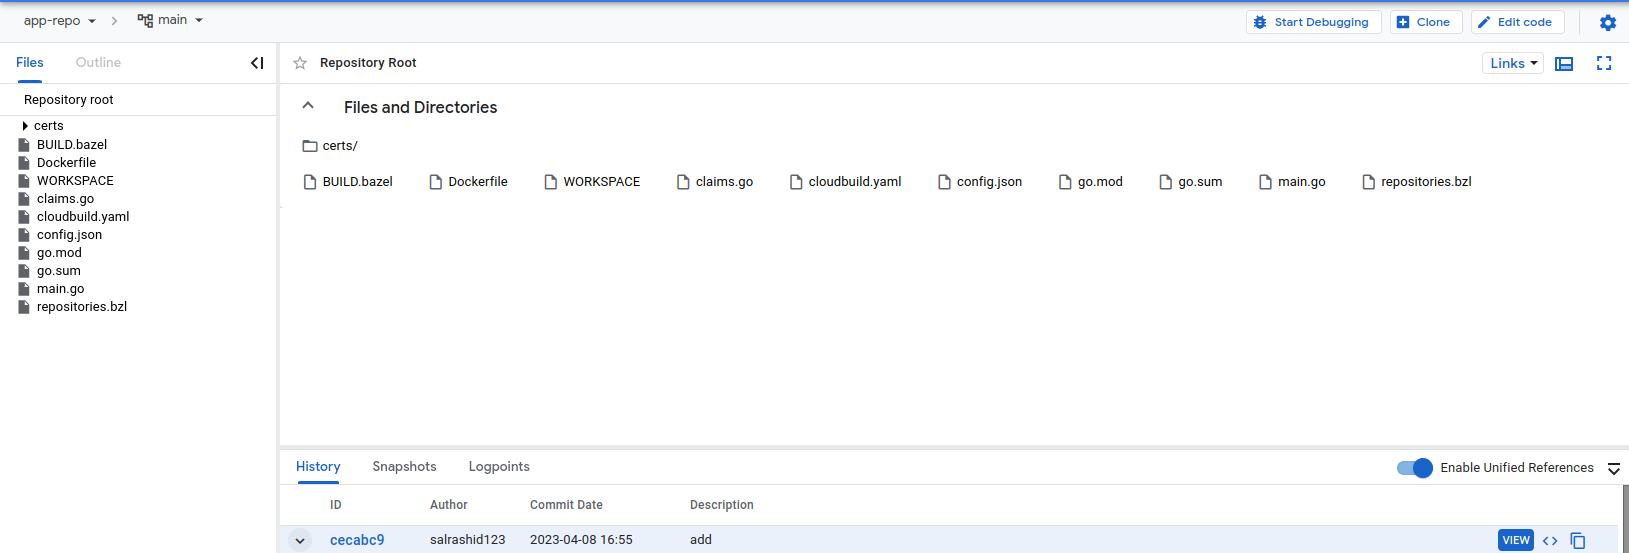 app-repo main Start Debugging Clone Edit code
Files Outline
Repository Root Links
Repository root
Files and Directories
certs
BUILD.bazel
Dockerfile
WORKSPACE
claims.go
cloudbuild.yaml
config.json
go.mod
go.sum
main.go
repositories.bzl
certs/
BUILD.bazel Dockerfile WORKSPACE claims.go cloudbuild.yaml config.json go.mod go.sum main.go repositories.bzl
History Snapshots Logpoints Enable Unified References
ID Author Commit Date Description
cecabc9 salrashid123 2023-04-08 16:55 add VIEW